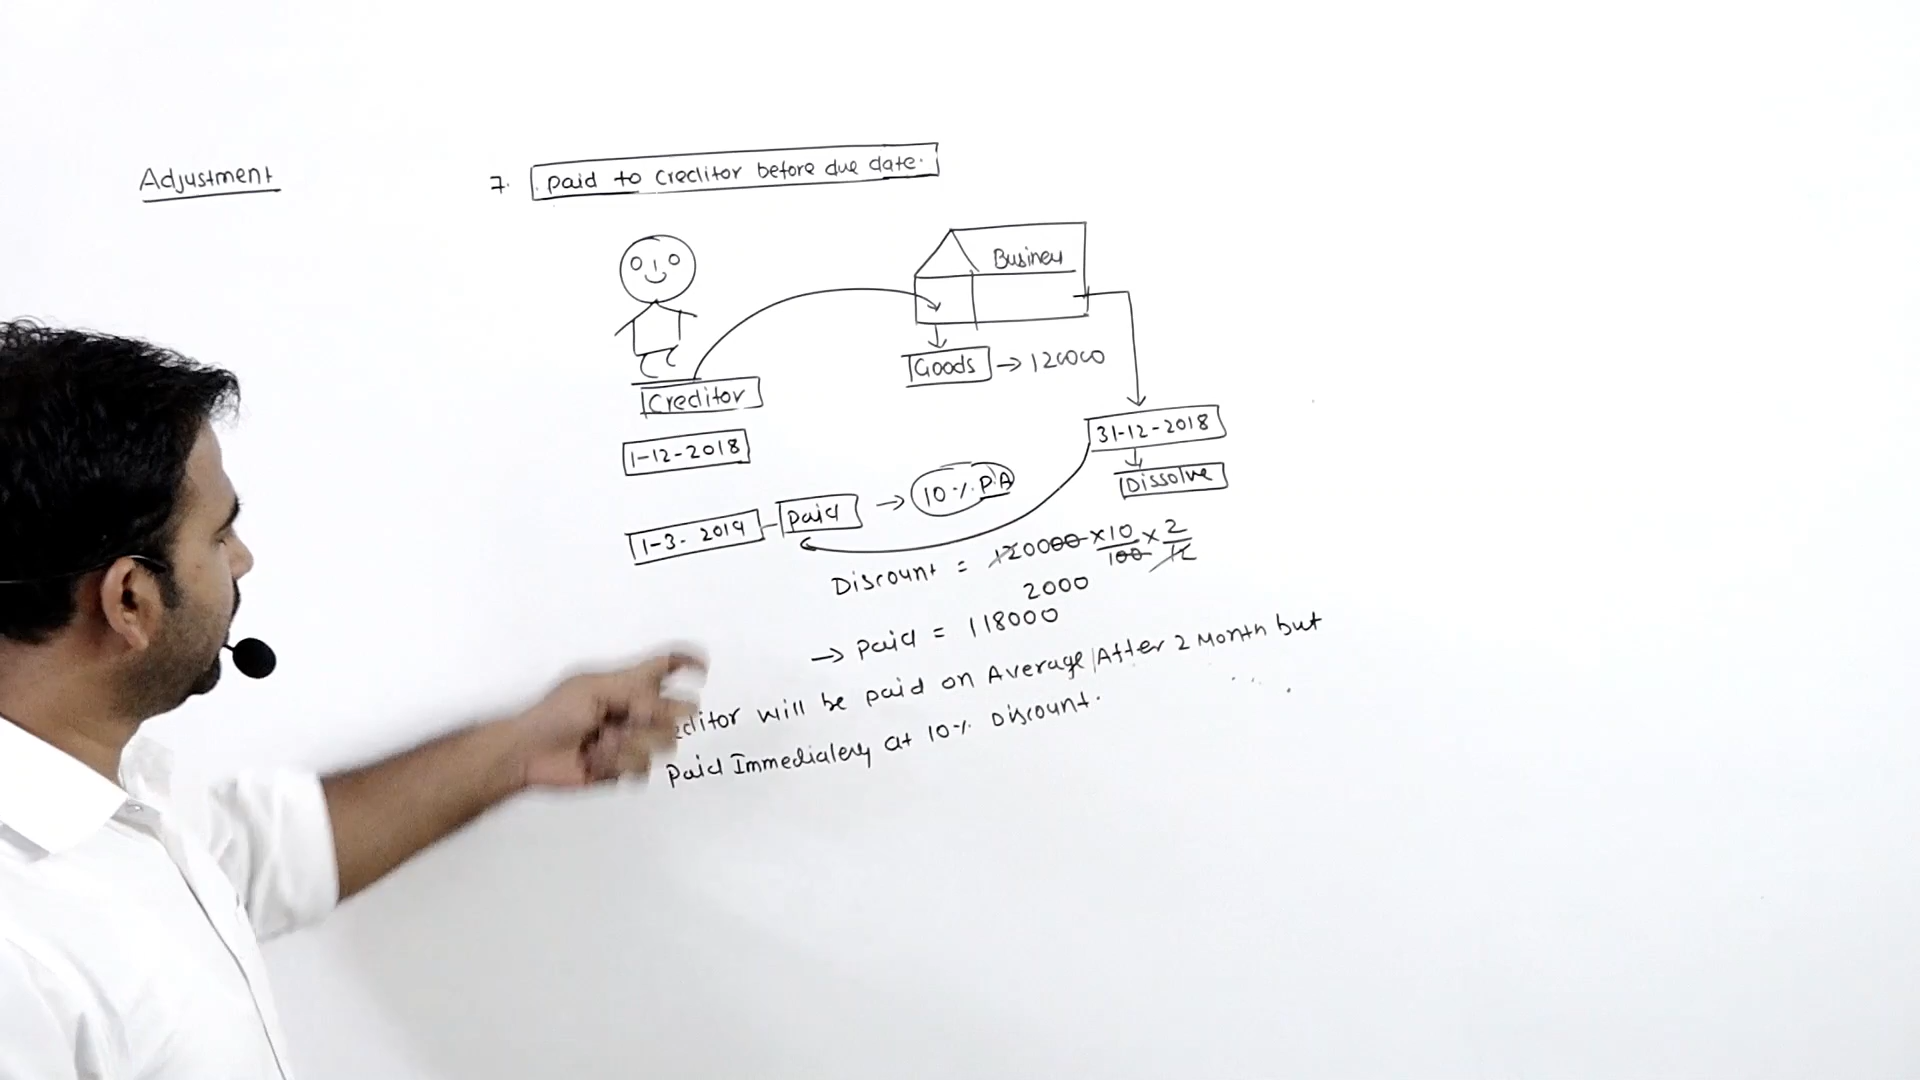 Adjustment
7. Paid to Creditor before due date.
Business
Goods → 120000
Creditor
1-12-2018
31-12-2018
Dissolve
1-3-2019 - Paid → 10% PA
Discount = 120000 × 10/100 × 2/12
2000
→ Paid = 118000
will be paid on Average/After 2 Month but
Paid Immediately at 10% Discount.